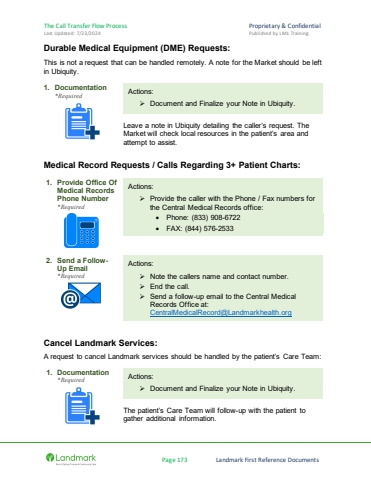 The Call Transfer Flow Process
Proprietary & Confidential
Last updated: 7/23/2024
Published by LMK Training
Durable Medical Equipment (DME) Requests:
This is not a request that can be handled remotely. A note for the Market should be left
in Ubiquity.
1. Documentation
*Required
Actions:
➢ Document and Finalize your Note in Ubiquity.
Leave a note in Ubiquity detailing the caller's request. The
Market will check local resources in the patient's area and
attempt to assist.
Medical Record Requests / Calls Regarding 3+ Patient Charts:
1. Provide Office Of
Medical Records
Phone Number
*Required
Actions:
➢ Provide the caller with the Phone / Fax numbers for
the Central Medical Records office:
• Phone: (833) 908-6722
• FAX: (844) 576-2533
2. Send a Follow-
Up Email
*Required
Actions:
➢ Note the callers name and contact number.
➢ End the call.
➢ Send a follow-up email to the Central Medical
Records Office at:
CentralMedicalRecord@Landmarkhealth.org
Cancel Landmark Services:
A request to cancel Landmark services should be handled by the patient's Care Team:
1. Documentation
*Required
Actions:
➢ Document and Finalize your Note in Ubiquity.
The patient's Care Team will follow-up with the patient to
gather additional information.
Landmark
Page 173
Landmark First Reference Documents